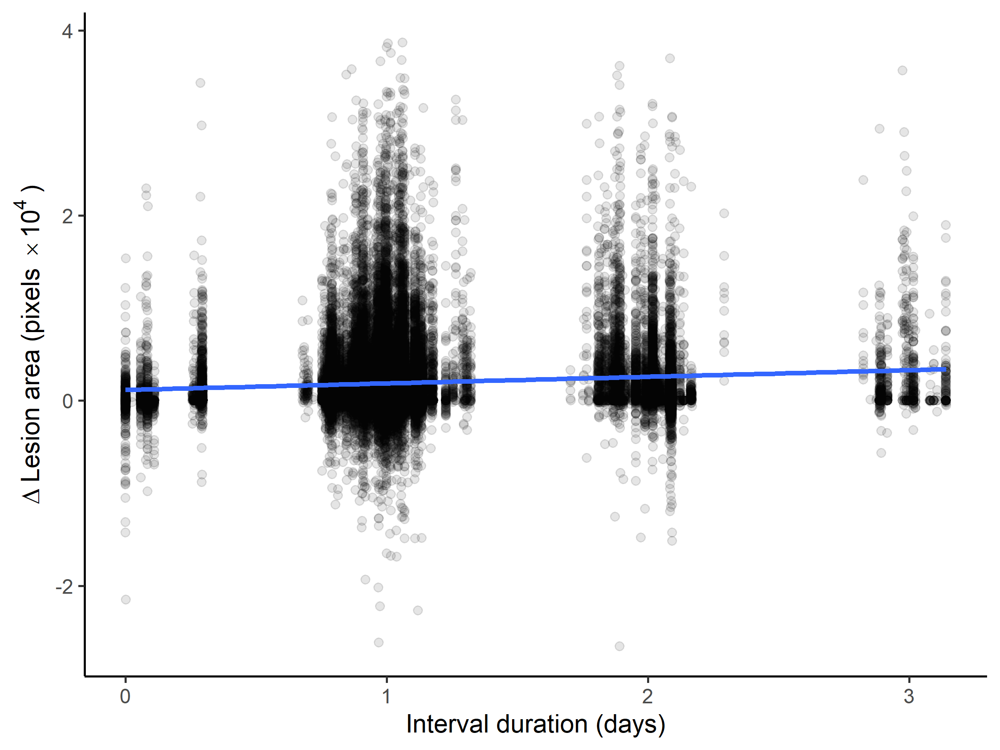 4
2
0
-2
Δ Lesion area (pixels × 10⁴ )
0 1 2 3
Interval duration (days)